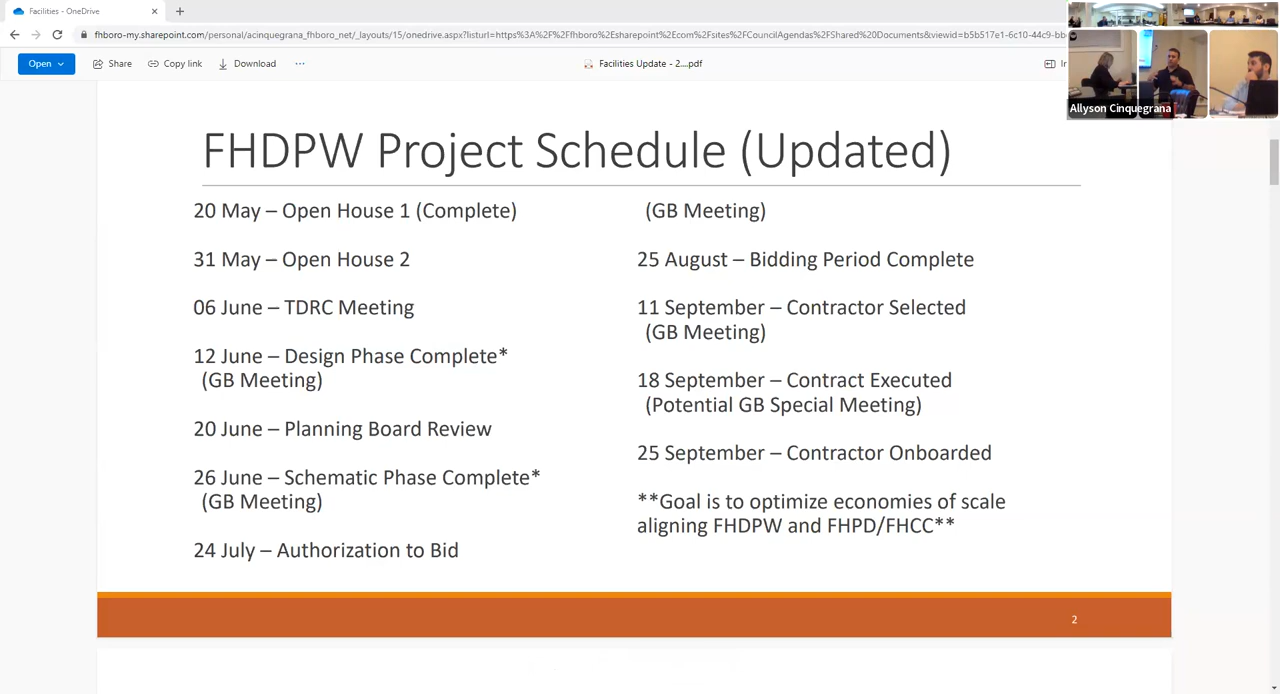 Facilities - OneDrive
fhboro-my.sharepoint.com/personal/acinquegrana_fhboro_net/_layouts/15/onedrive.aspx?listurl=https%3A%2F%2Ffhboro%2Esharepoint%2Ecom%2Fsites%2FCouncilAgendas%2FShared%20Documents&viewid=b5b517e1-6c10-44c9-bb
Open
Share
Copy link
Download
Facilities Update - 2....pdf
Allyson Cinquegrana
FHDPW Project Schedule (Updated)
20 May – Open House 1 (Complete)
31 May – Open House 2
06 June – TDRC Meeting
12 June – Design Phase Complete*
(GB Meeting)
20 June – Planning Board Review
26 June – Schematic Phase Complete*
(GB Meeting)
24 July – Authorization to Bid
(GB Meeting)
25 August – Bidding Period Complete
11 September – Contractor Selected
(GB Meeting)
18 September – Contract Executed
(Potential GB Special Meeting)
25 September – Contractor Onboarded
**Goal is to optimize economies of scale
aligning FHDPW and FHPD/FHCC**
2